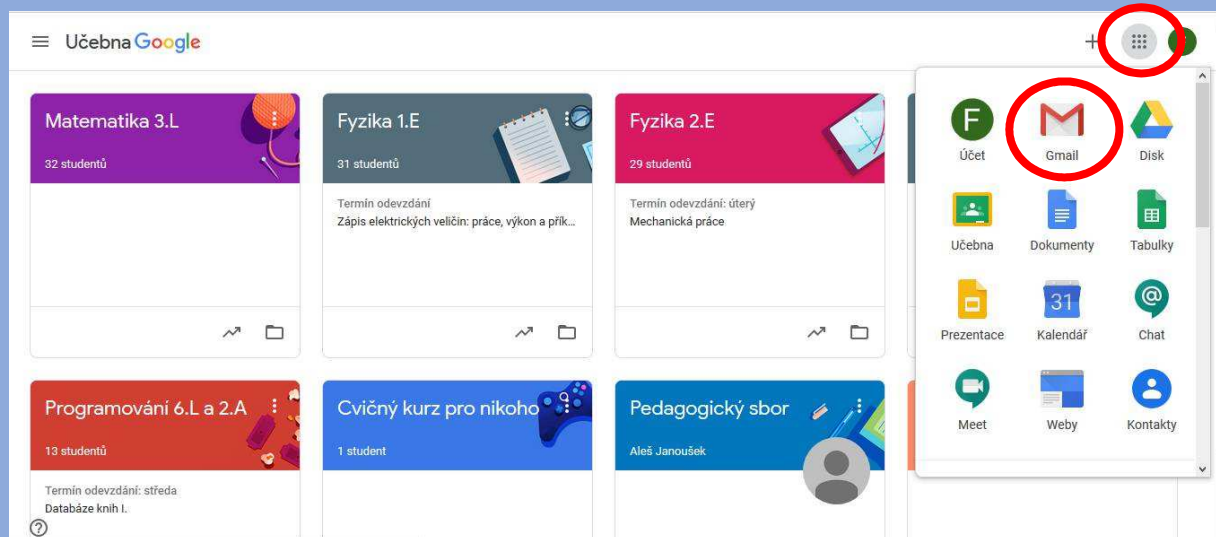 Učebna Google
Matematika 3.L
32 studentů
Fyzika 1.E
31 studentů
Termín odevzdání
Zápis elektrických veličin: práce, výkon a přík...
Fyzika 2.E
29 studentů
Termín odevzdání: úterý
Mechanická práce
F
Účet
Gmail
Disk
Učebna
Dokumenty
Tabulky
Prezentace
31
Kalendář
Chat
Meet
Weby
Kontakty
Programování 6.L a 2.A
13 studentů
Termín odevzdání: středa
Databáze knih I.
Cvičný kurz pro nikoho
1 student
Pedagogický sbor
Aleš Janoušek